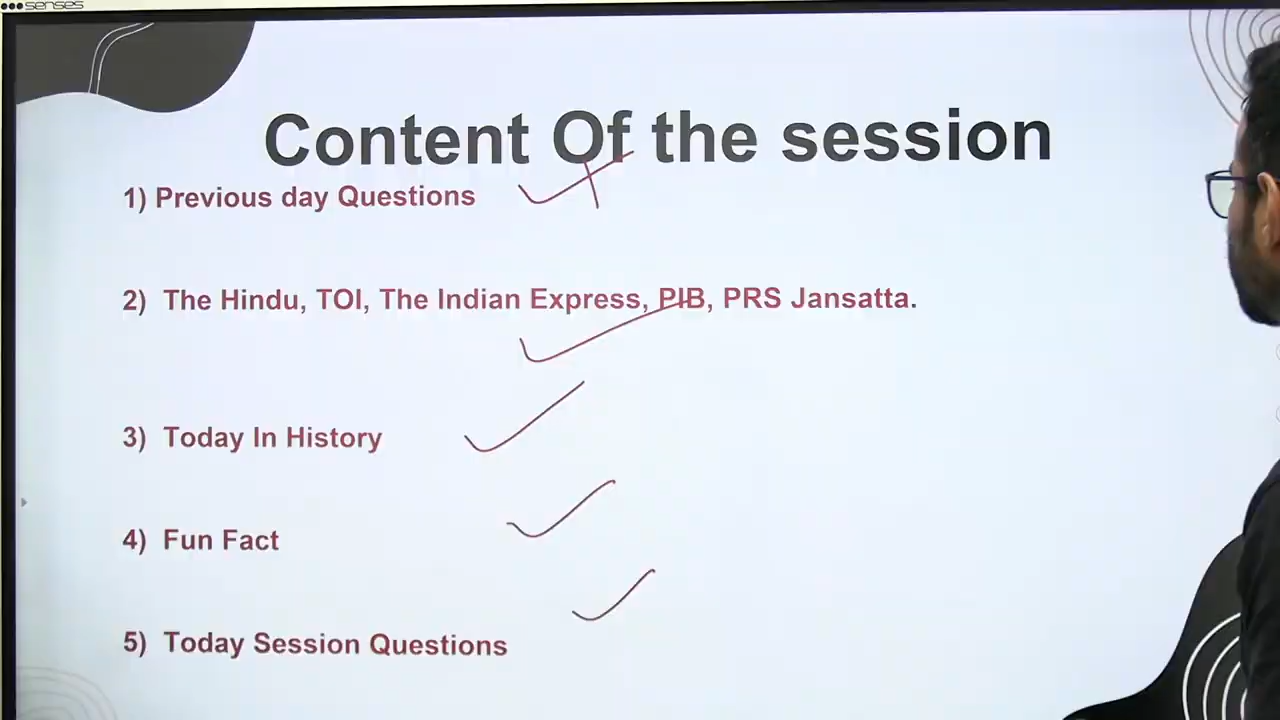 senses
Content Of the session
1) Previous day Questions
2) The Hindu, TOI, The Indian Express, PIB, PRS Jansatta.
3) Today In History
4) Fun Fact
5) Today Session Questions